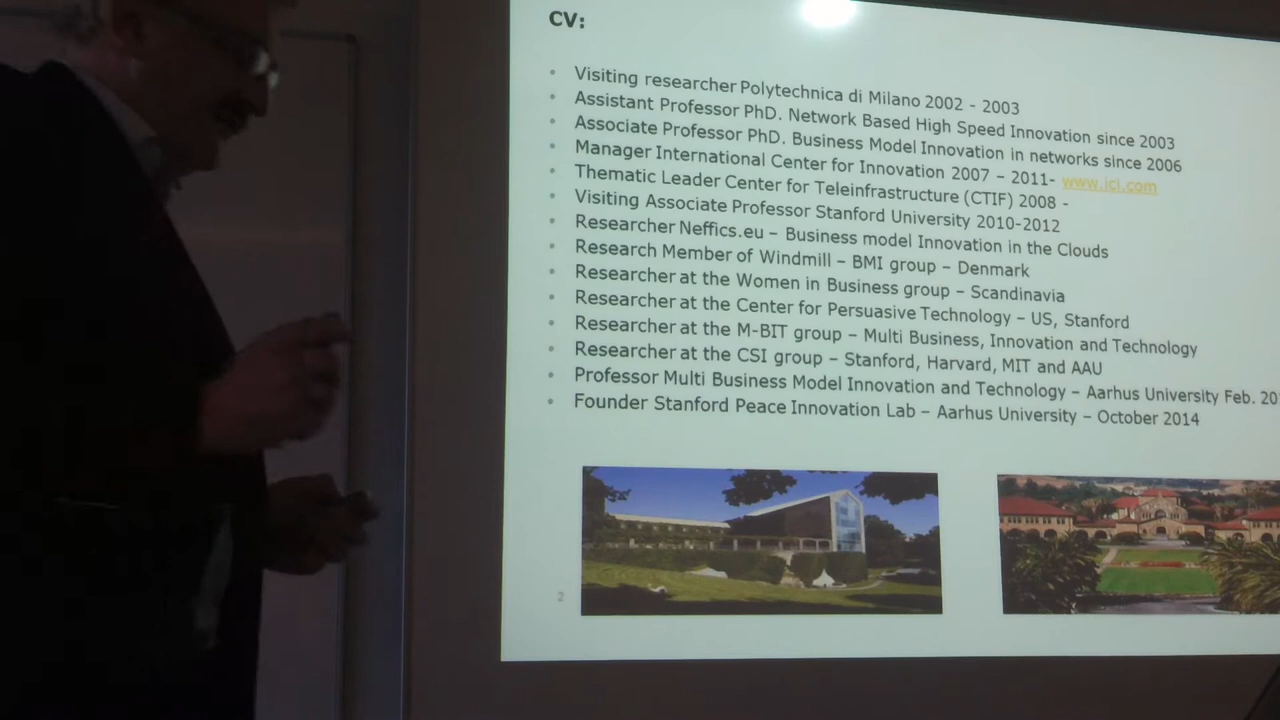 CV:
• Visiting researcher Polytechnica di Milano 2002 - 2003
• Assistant Professor PhD. Network Based High Speed Innovation since 2003
• Associate Professor PhD. Business Model Innovation in networks since 2006
• Manager International Center for Innovation 2007 – 2011- www.ici.com
• Thematic Leader Center for Teleinfrastructure (CTIF) 2008 -
• Visiting Associate Professor Stanford University 2010-2012
• Researcher Neffics.eu – Business model Innovation in the Clouds
• Research Member of Windmill – BMI group – Denmark
• Researcher at the Women in Business group – Scandinavia
• Researcher at the Center for Persuasive Technology – US, Stanford
• Researcher at the M-BIT group – Multi Business, Innovation and Technology
• Researcher at the CSI group – Stanford, Harvard, MIT and AAU
• Professor Multi Business Model Innovation and Technology – Aarhus University Feb.
• Founder Stanford Peace Innovation Lab – Aarhus University – October 2014
2